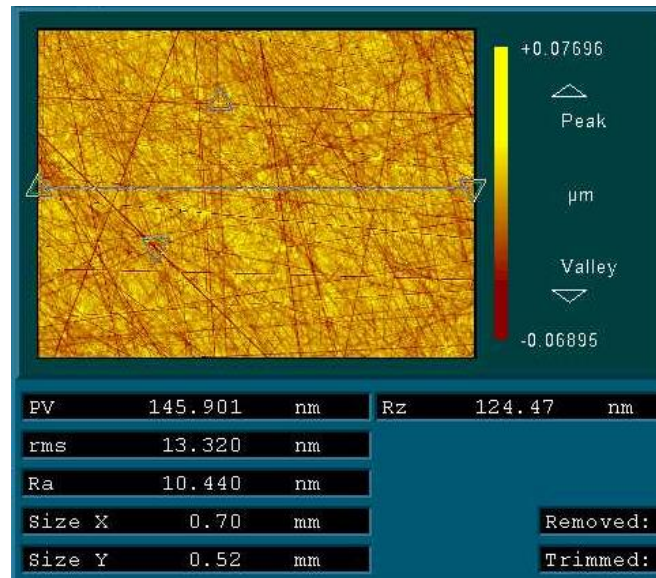 +0.07696
Peak
µm
Valley
-0.06895
PV 145.901 nm
Rz 124.47 nm
rms 13.320 nm
Ra 10.440 nm
Size X 0.70 mm
Removed:
Size Y 0.52 mm
Trimmed: